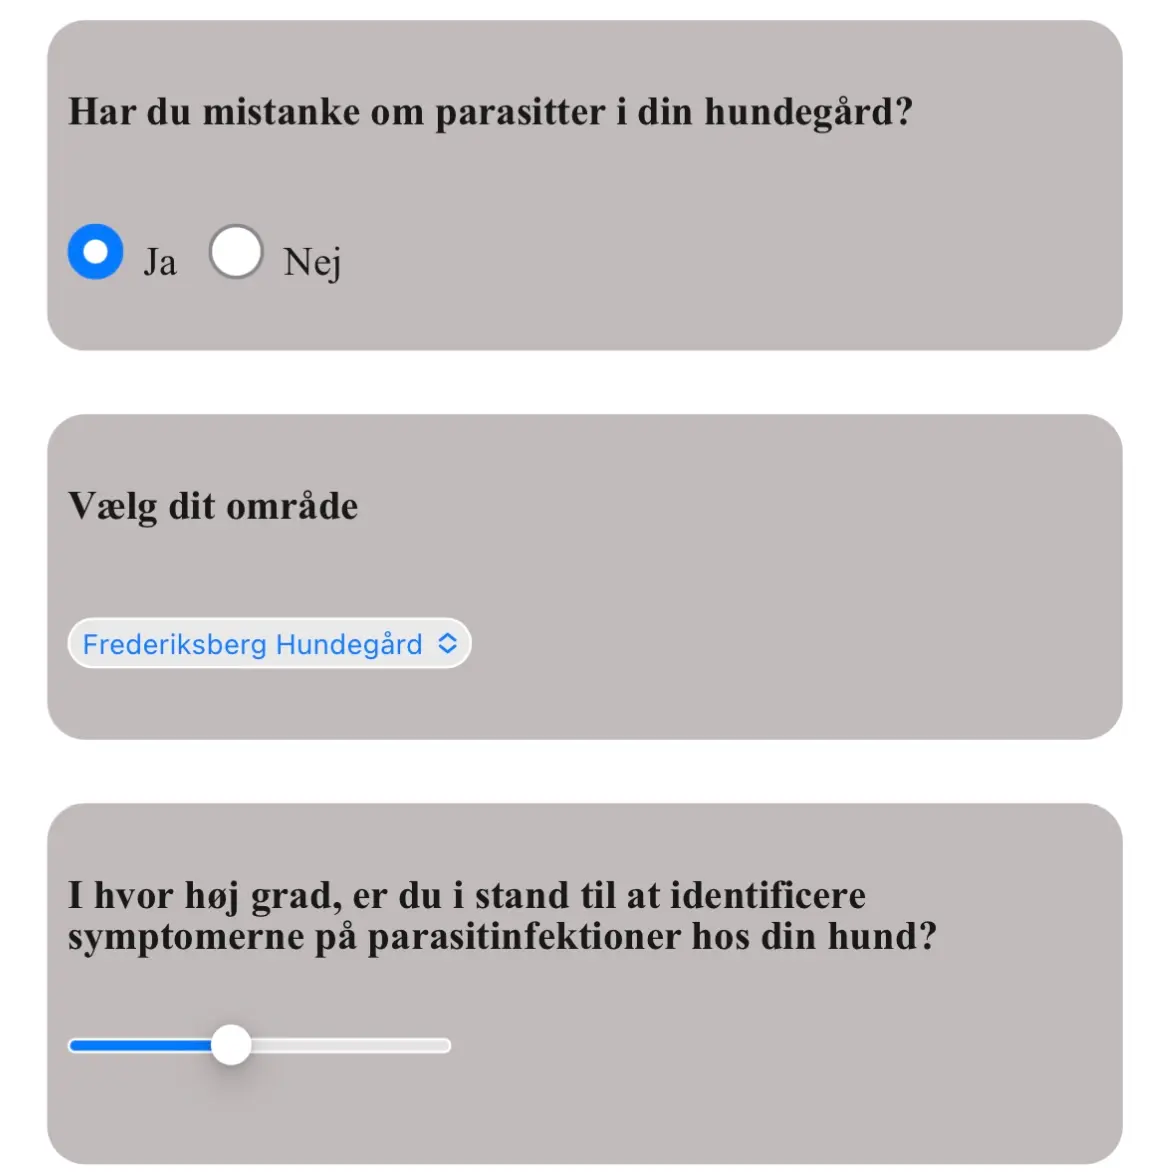 Har du mistanke om parasitter i din hundegård?
Ja Nej
Vælg dit område
Frederiksberg Hundegård
I hvor høj grad, er du i stand til at identificere
symptomerne på parasitinfektioner hos din hund?